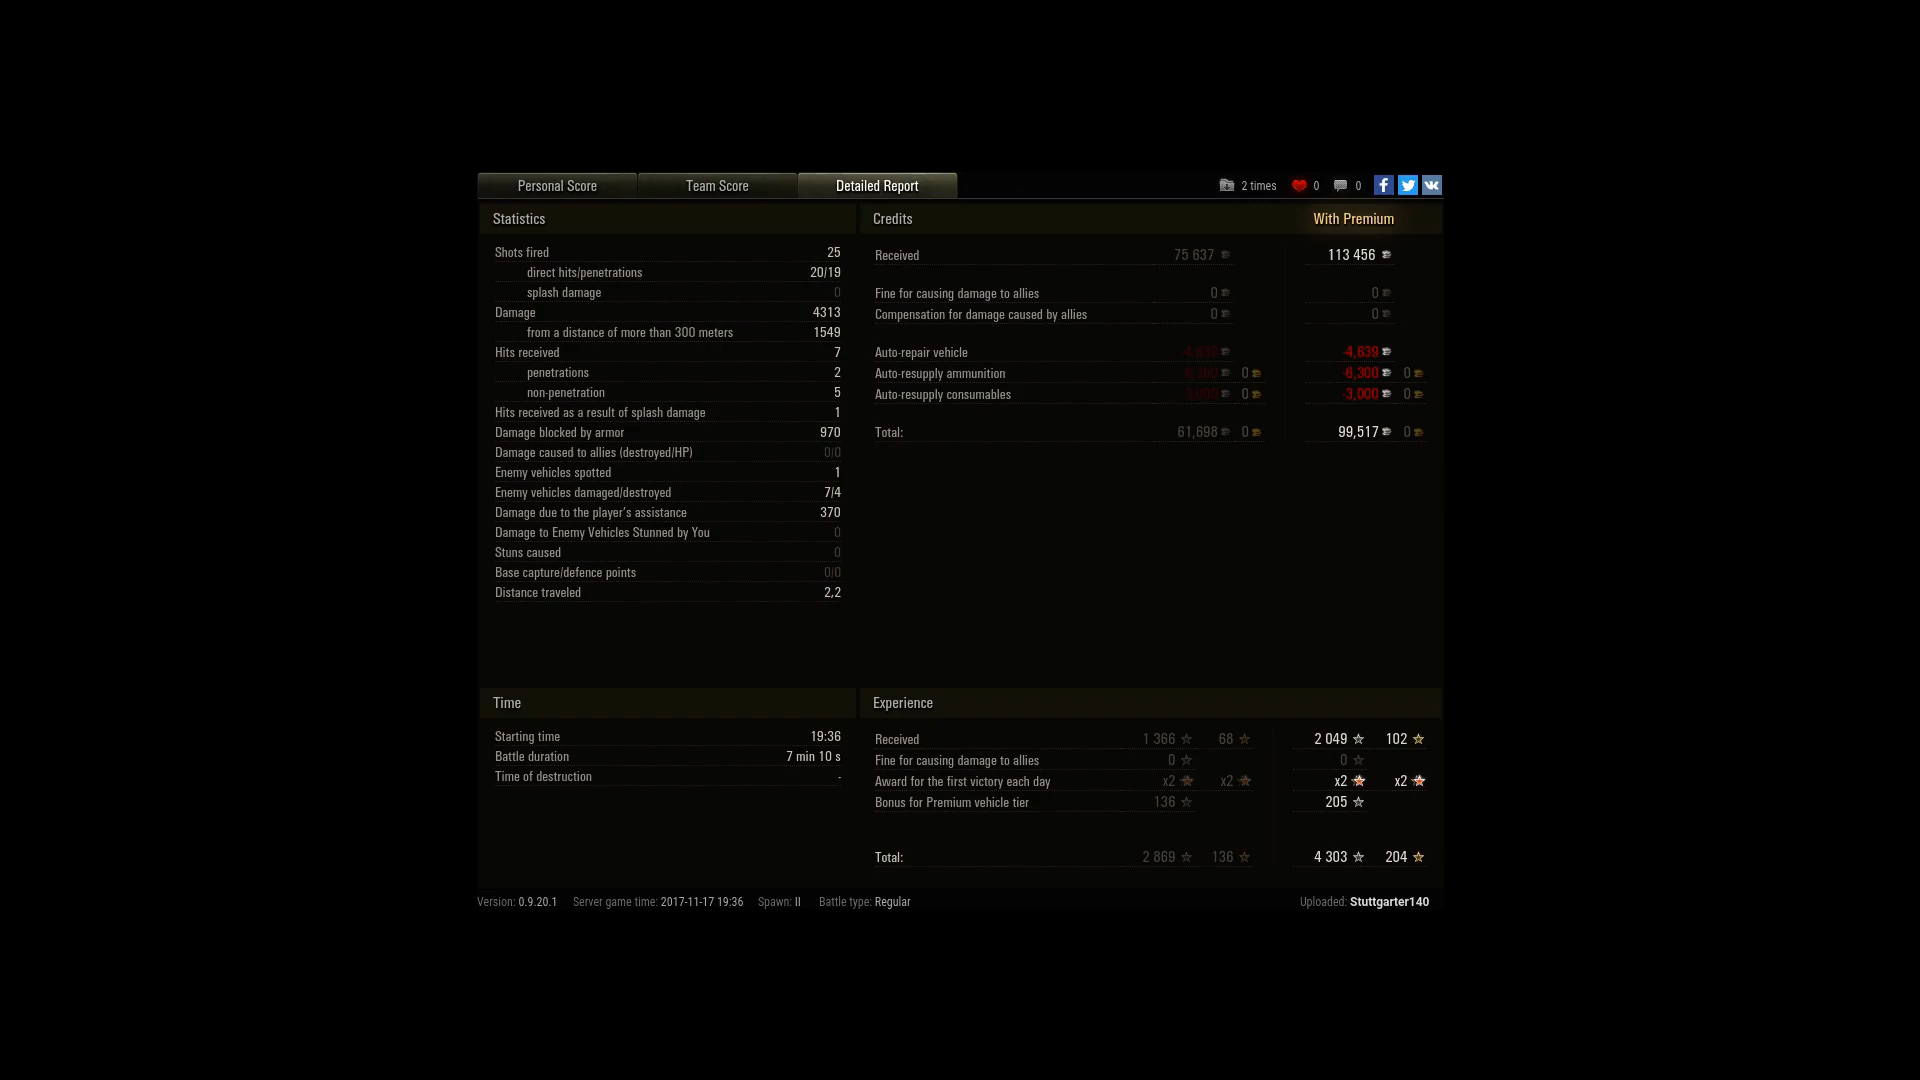 Personal Score Team Score Detailed Report 2 times 0 0
Statistics
Shots fired 25
direct hits/penetrations 20/19
splash damage 0
Damage 4313
from a distance of more than 300 meters 1549
Hits received 7
penetrations 2
non-penetration 5
Hits received as a result of splash damage 1
Damage blocked by armor 970
Damage caused to allies (destroyed/HP) 0/0
Enemy vehicles spotted 1
Enemy vehicles damaged/destroyed 7/4
Damage due to the player's assistance 370
Damage to Enemy Vehicles Stunned by You 0
Stuns caused 0
Base capture/defence points 0/0
Distance traveled 2,2
Credits With Premium
Received 75 637 113 456
Fine for causing damage to allies 0 0
Compensation for damage caused by allies 0 0
Auto-repair vehicle -4,639 -4,639
Auto-resupply ammunition -6,300 0 -6,300 0
Auto-resupply consumables -3,000 0 -3,000 0
Total: 61,698 0 99,517 0
Time
Starting time 19:36
Battle duration 7 min 10 s
Time of destruction -
Experience
Received 1 366 68 2 049 102
Fine for causing damage to allies 0 0
Award for the first victory each day x2 x2 x2 x2
Bonus for Premium vehicle tier 136 205
Total: 2 869 136 4 303 204
Version: 0.9.20.1 Server game time: 2017-11-17 19:36 Spawn: II Battle type: Regular Uploaded: Stuttgarter140